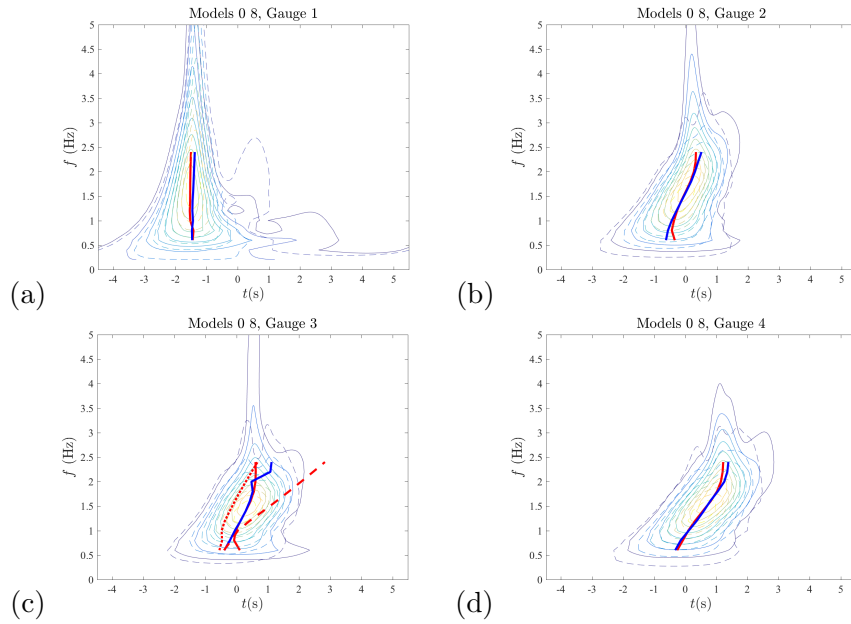 Models 0 8, Gauge 1
5
4.5
4
3.5
3
2.5
2
1.5
1
0.5
0
f (Hz)
-4 -3 -2 -1 0 1 2 3 4 5
t(s)
(a)
Models 0 8, Gauge 2
5
4.5
4
3.5
3
2.5
2
1.5
1
0.5
0
f (Hz)
-4 -3 -2 -1 0 1 2 3 4 5
t(s)
(b)
Models 0 8, Gauge 3
5
4.5
4
3.5
3
2.5
2
1.5
1
0.5
0
f (Hz)
-4 -3 -2 -1 0 1 2 3 4 5
t(s)
(c)
Models 0 8, Gauge 4
5
4.5
4
3.5
3
2.5
2
1.5
1
0.5
0
f (Hz)
-4 -3 -2 -1 0 1 2 3 4 5
t(s)
(d)